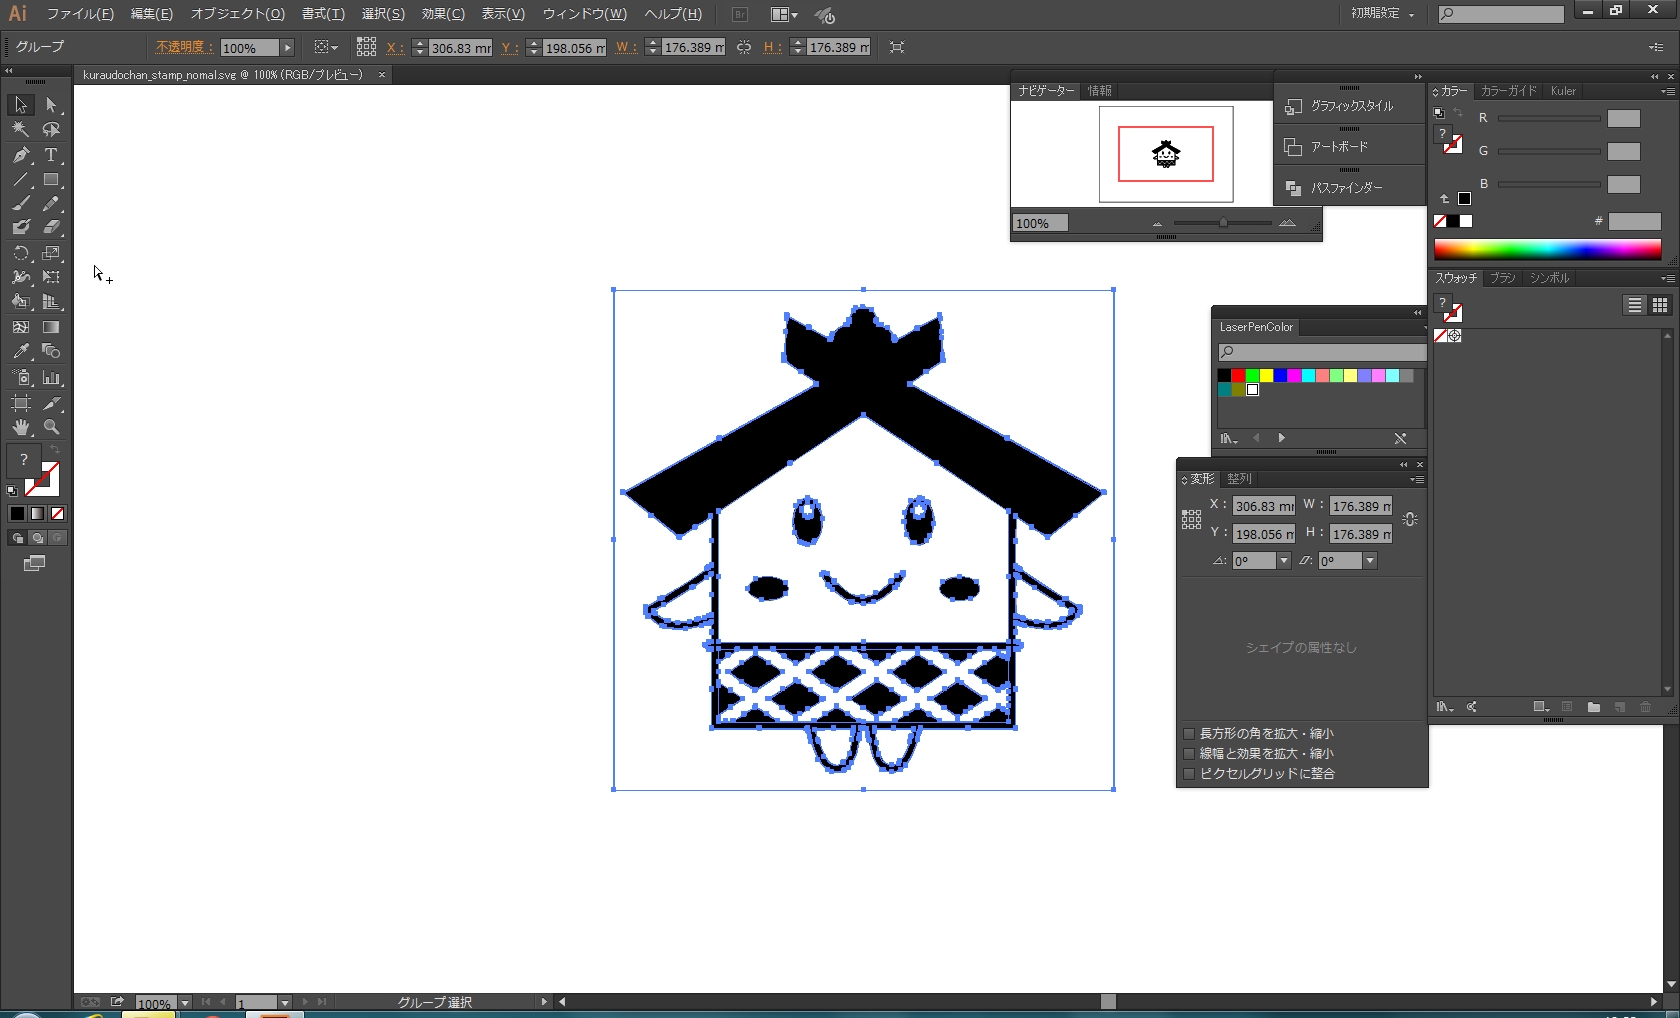 Ai ファイル(F) 編集(E) オブジェクト(O) 書式(T) 選択(S) 効果(C) 表示(V) ウィンドウ(W) ヘルプ(H) Br 初期設定
グループ 不透明度: 100% X: 306.83 mr Y: 198.056 m W: 176.389 m H: 176.389 m
kuraudochan_stamp_nomal.svg @ 100% (RGB/プレビュー) ×
ナビゲーター 情報
100%
グラフィックスタイル
アートボード
パスファインダー
カラー カラーガイド Kuler
?
R
G
B
#
スウォッチ ブラシ シンボル
?
LaserPenColor
変形 整列
X: 306.83 mr W: 176.389 m
Y: 198.056 m H: 176.389 m
0° 0°
シェイプの属性なし
長方形の角を拡大・縮小
線幅と効果を拡大・縮小
ピクセルグリッドに整合
T
?
100% 1 グループ選択